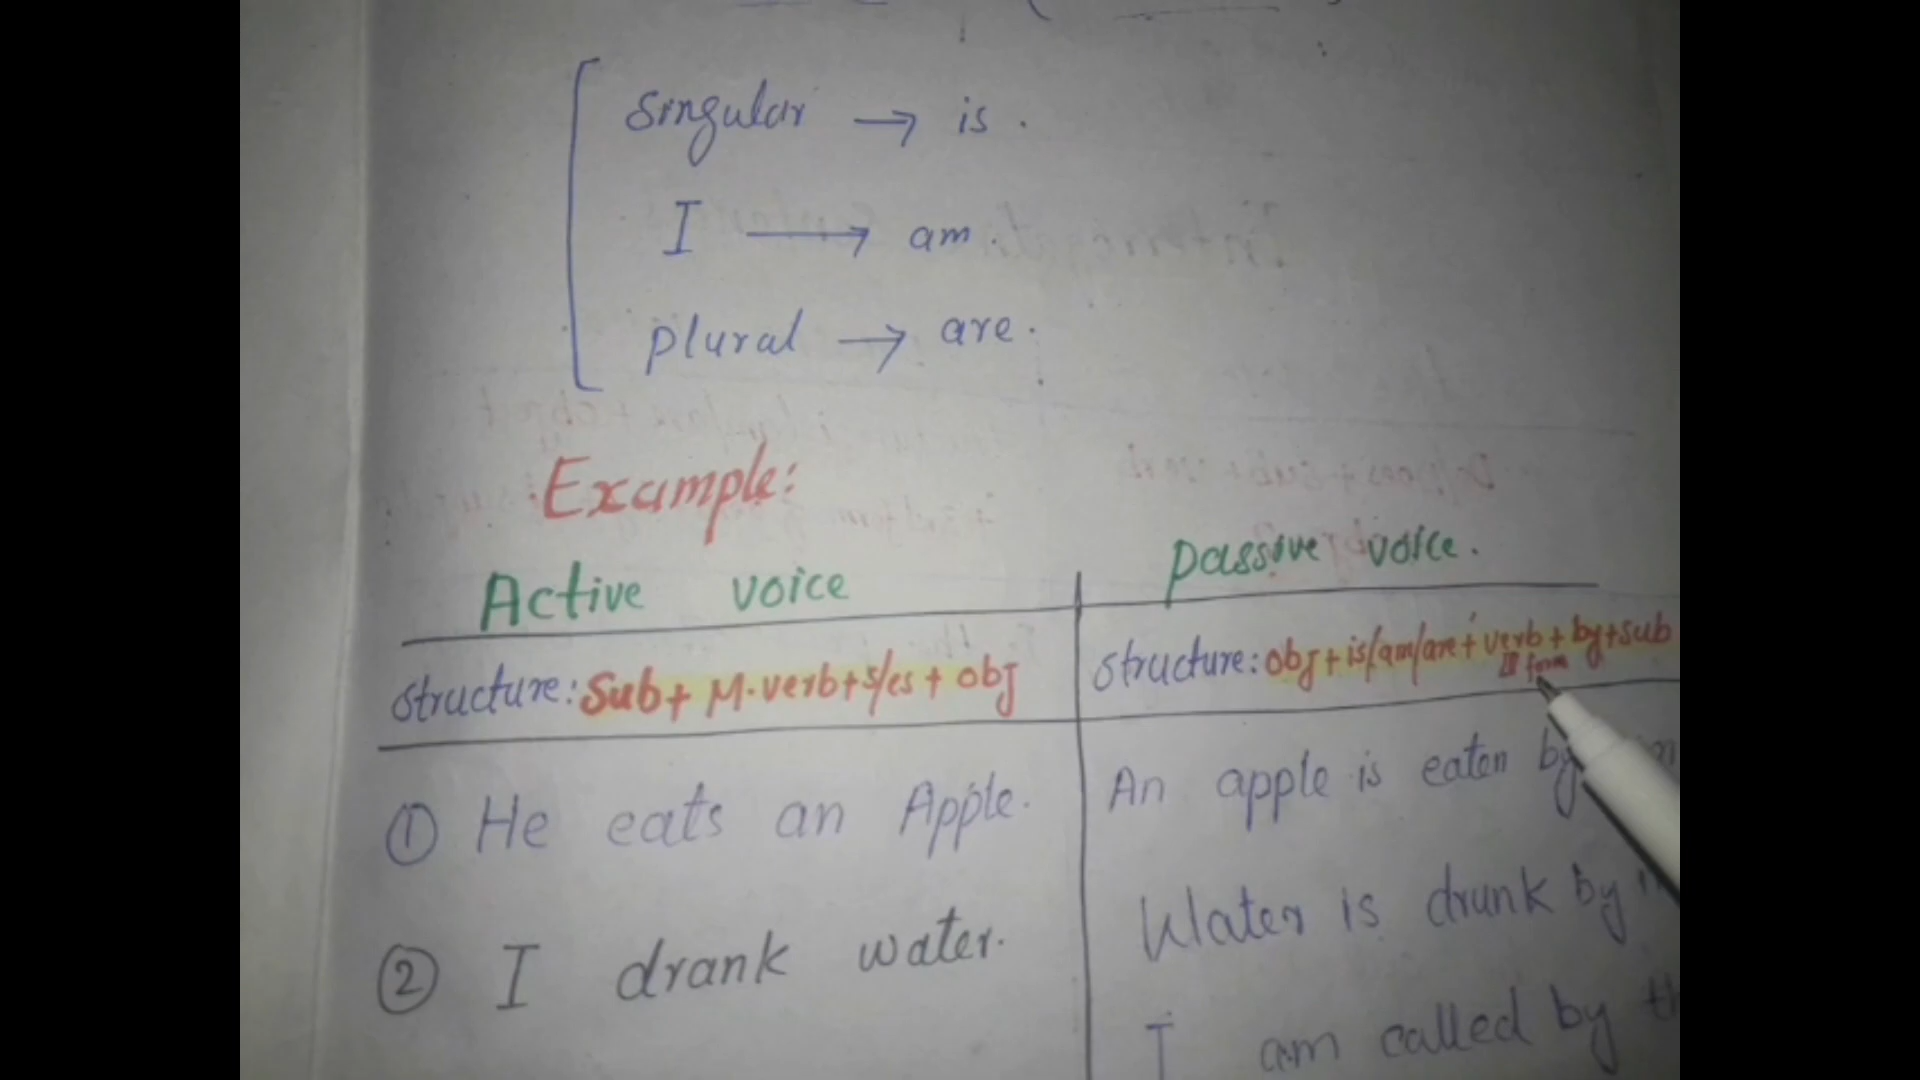 Singular → is.
I → am.
plural → are.
Example:
Active voice
passive voice.
structure: Sub + M.verb + s/es + obj
structure: obj + is/am/are + verb + by + sub
III form
① He eats an Apple.
An apple is eaten by
② I drank water.
Water is drunk by
I am called by